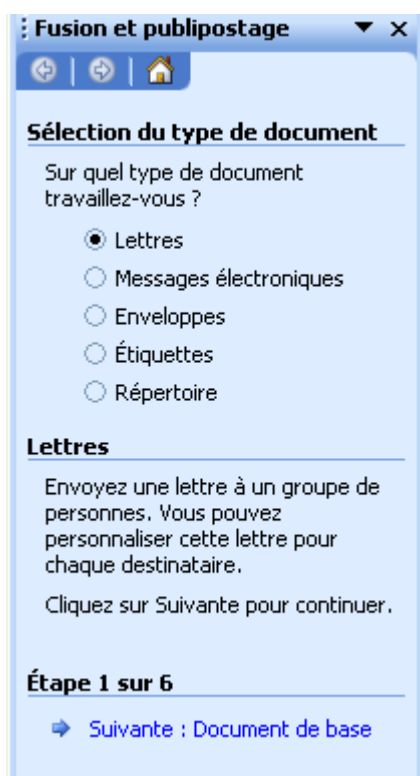 Fusion et publipostage
Sélection du type de document
Sur quel type de document
travaillez-vous ?
Lettres
Messages électroniques
Enveloppes
Étiquettes
Répertoire
Lettres
Envoyez une lettre à un groupe de
personnes. Vous pouvez
personnaliser cette lettre pour
chaque destinataire.
Cliquez sur Suivante pour continuer.
Étape 1 sur 6
Suivante : Document de base